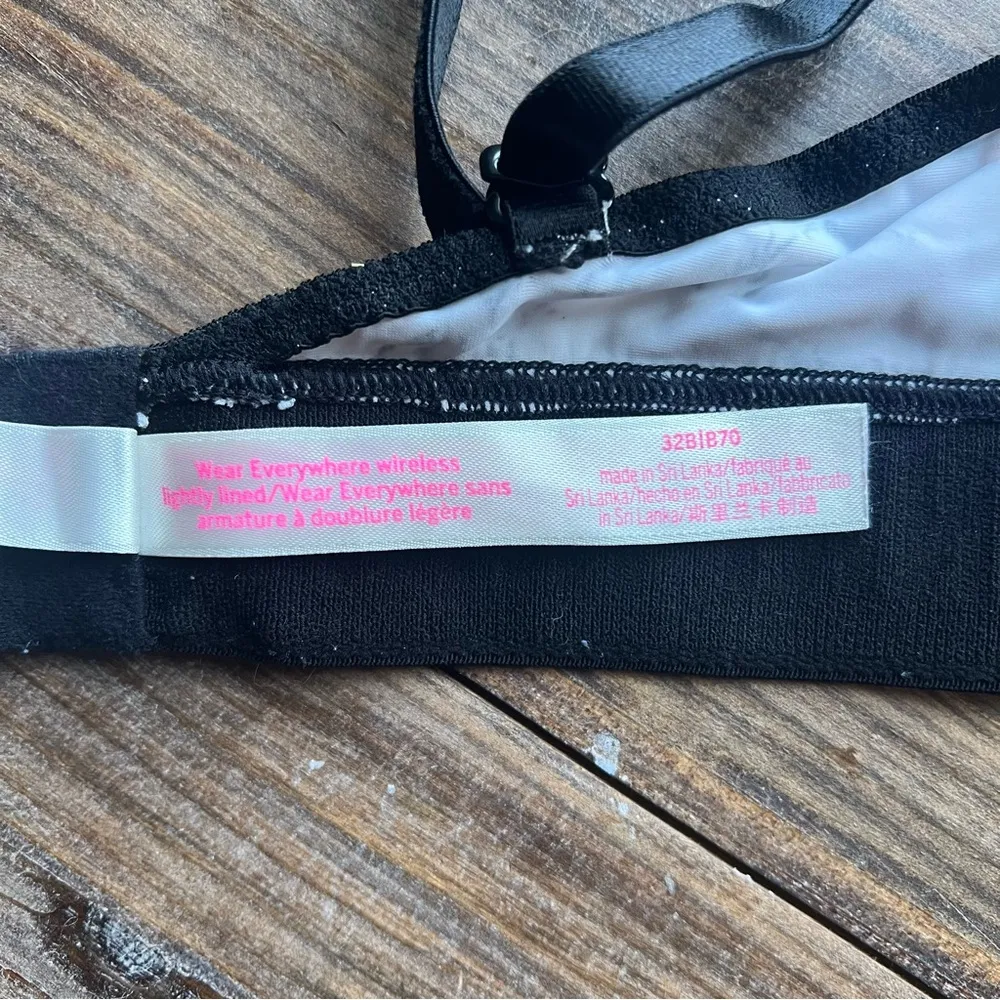 Wear Everywhere wireless
lightly lined/Wear Everywhere sans
armature à doublure légère
32B|B70
made in Sri Lanka/fabriqué au
Sri Lanka/hecho en Sri Lanka/fabbricato
in Sri Lanka/斯里兰卡制造